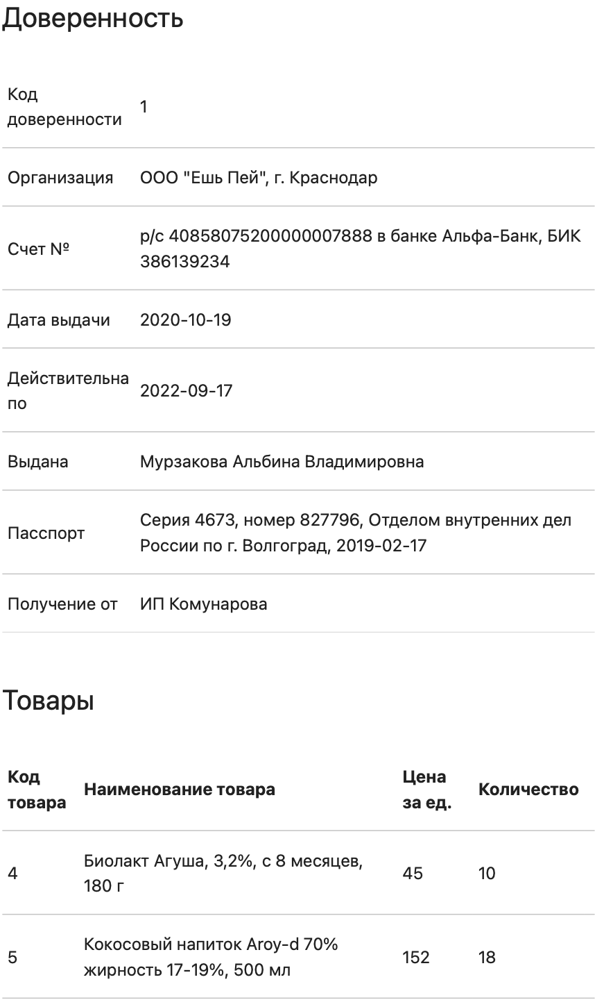 Доверенность
Код
доверенности
1
Организация
ООО "Ешь Пей", г. Краснодар
Счет №
р/с 40858075200000007888 в банке Альфа-Банк, БИК
386139234
Дата выдачи
2020-10-19
Действительна
по
2022-09-17
Выдана
Мурзакова Альбина Владимировна
Пасспорт
Серия 4673, номер 827796, Отделом внутренних дел
России по г. Волгоград, 2019-02-17
Получение от
ИП Комунарова
Товары
Код
товара
Наименование товара
Цена
за ед.
Количество
4
Биолакт Агуша, 3,2%, с 8 месяцев,
180 г
45
10
5
Кокосовый напиток Aroy-d 70%
жирность 17-19%, 500 мл
152
18